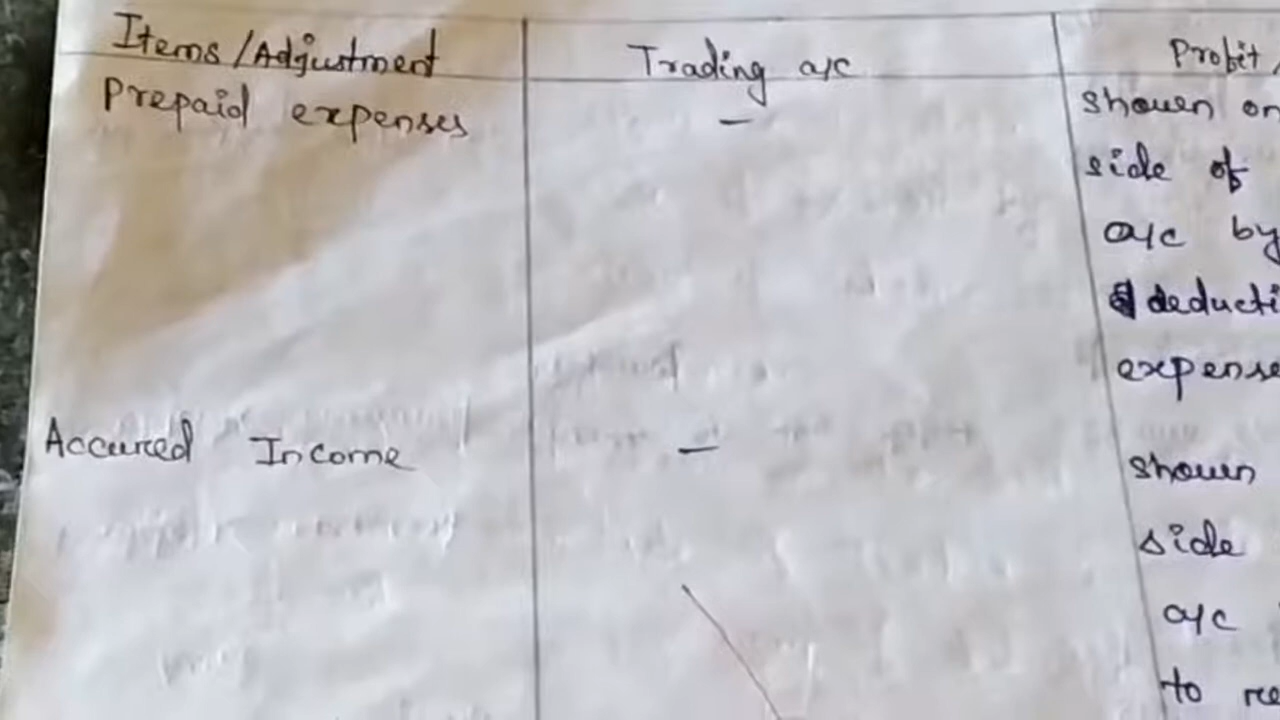 Items/Adjustment Trading a/c Profit/
Prepaid expenses — shown on
side of
a/c by
deducti
expense
Accured Income — shown
side
a/c
to re